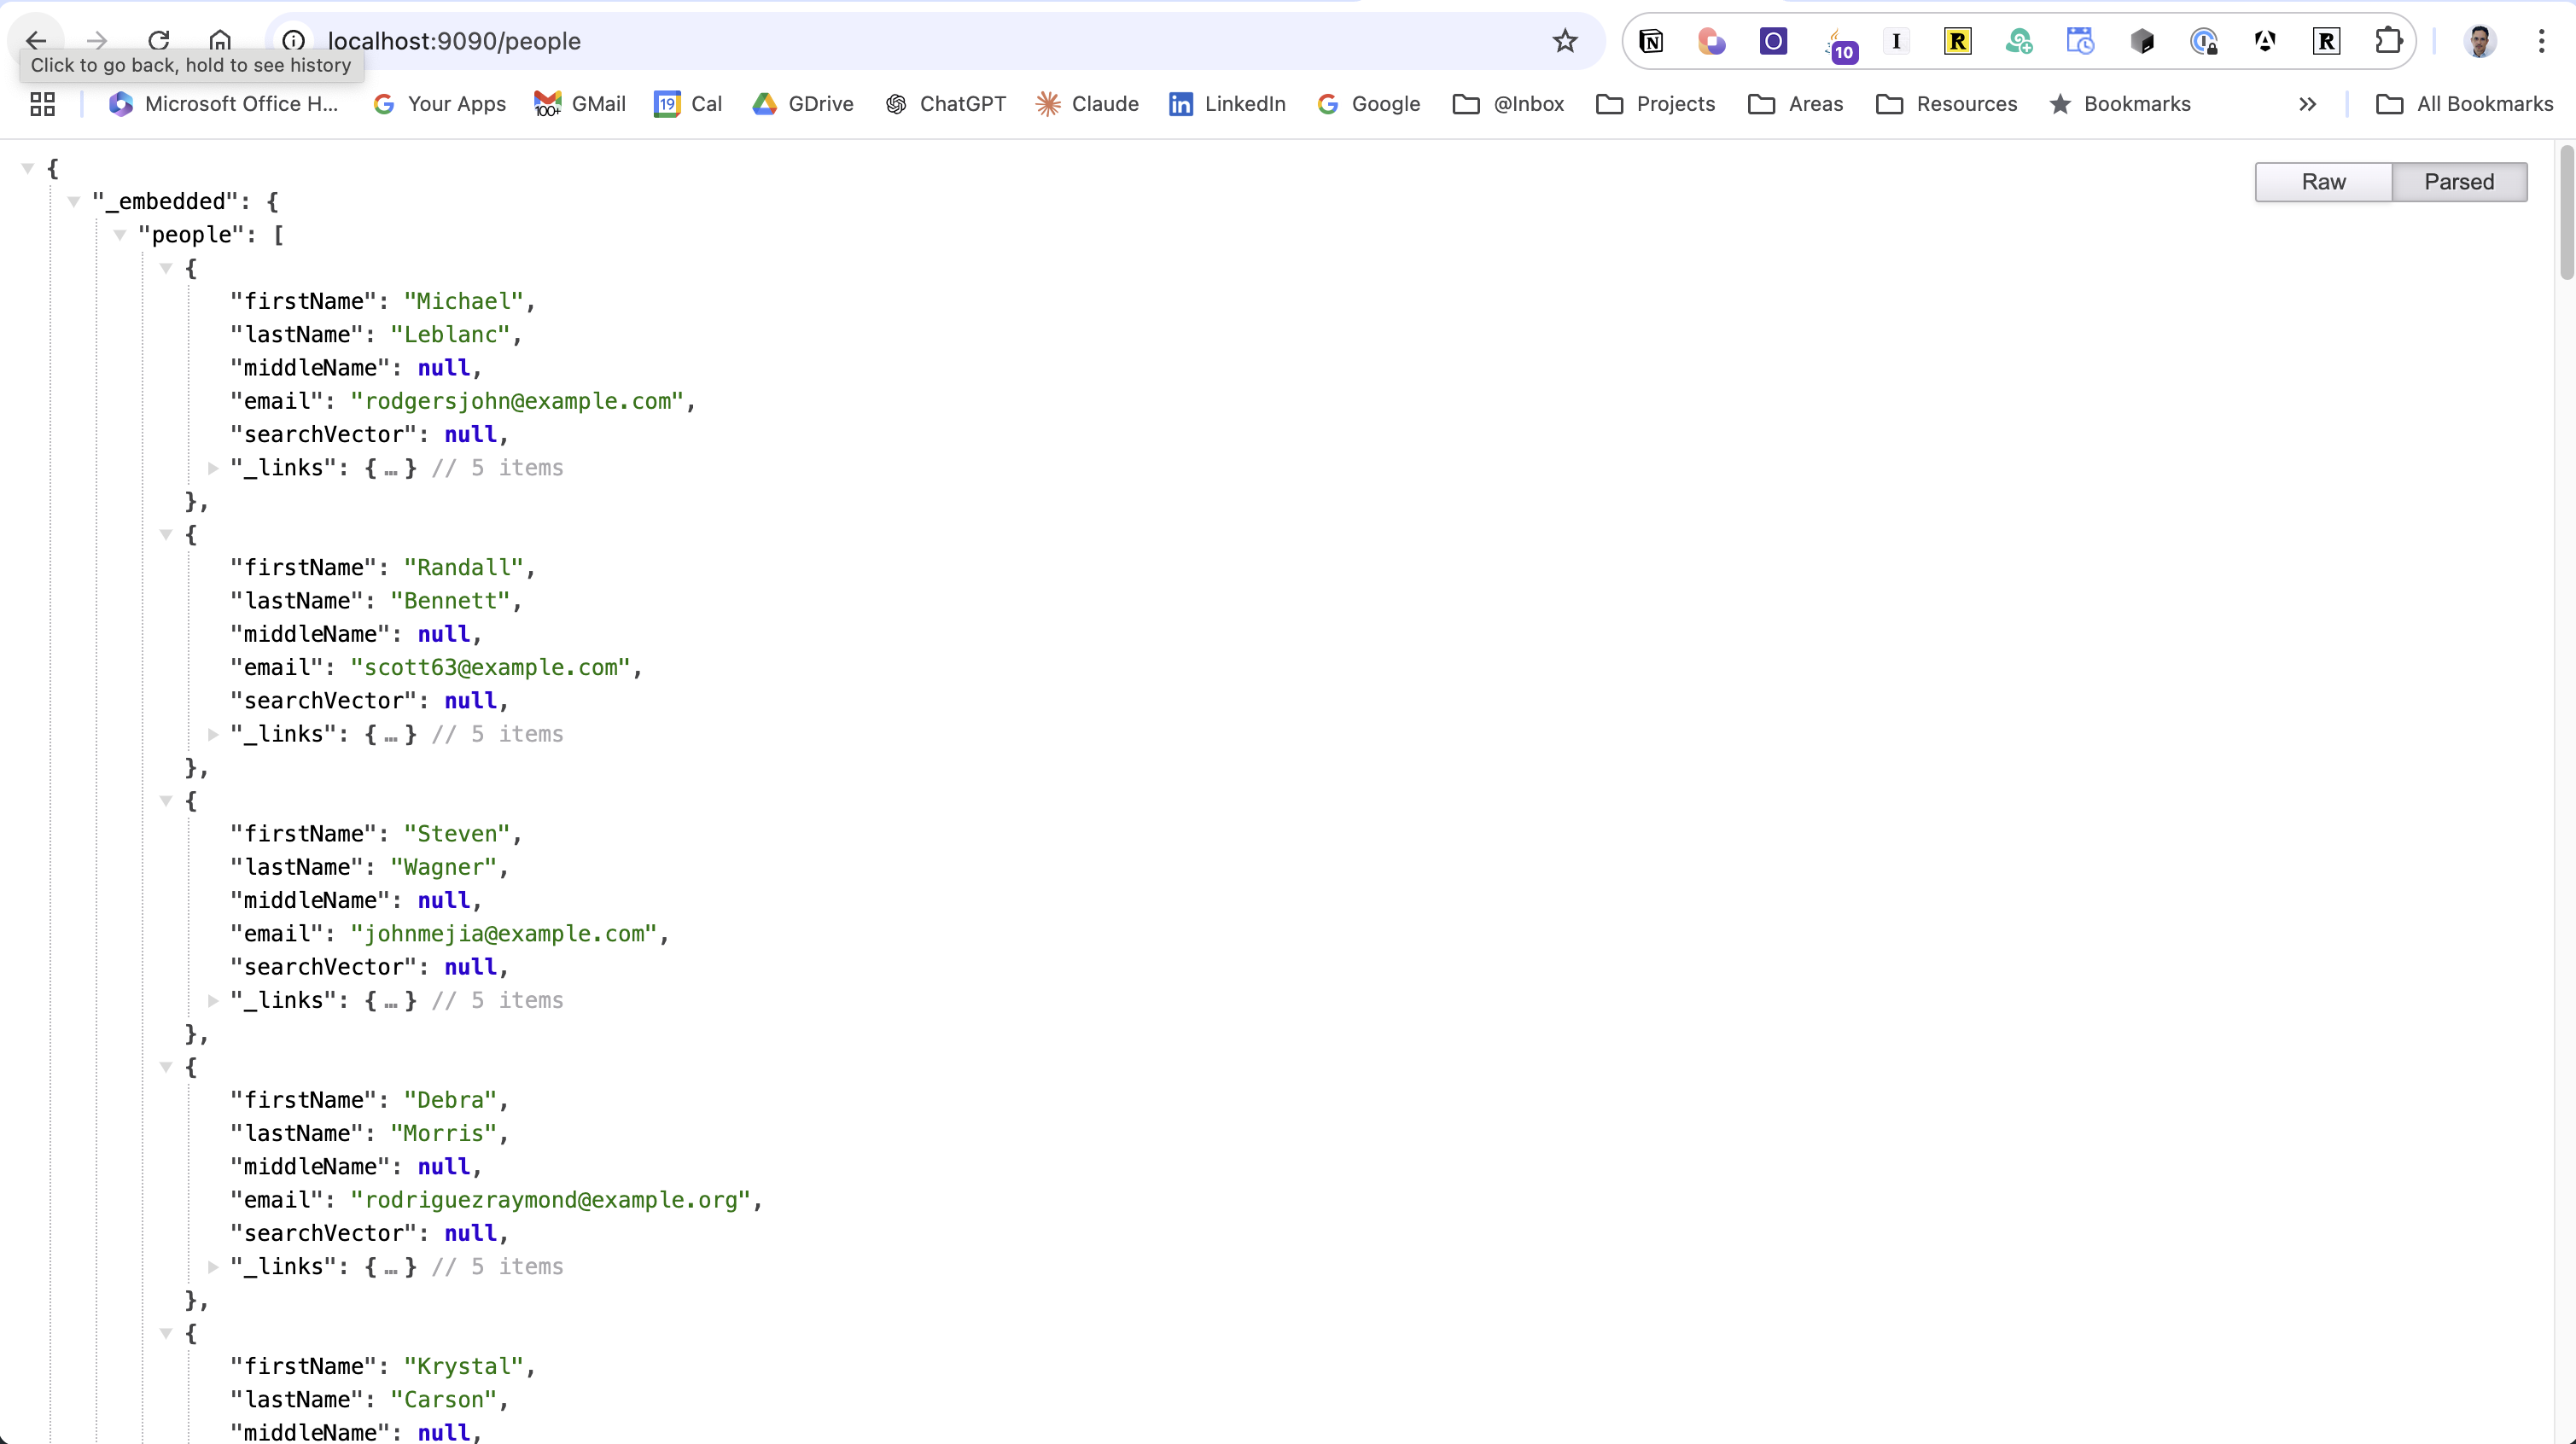 localhost:9090/people
10
Click to go back, hold to see history
Microsoft Office H...
Your Apps
100+
GMail
19
Cal
GDrive
ChatGPT
Claude
LinkedIn
Google
@Inbox
Projects
Areas
Resources
Bookmarks
»
All Bookmarks
Raw
Parsed
{
"_embedded": {
"people": [
{
"firstName": "Michael",
"lastName": "Leblanc",
"middleName": null,
"email": "rodgersjohn@example.com",
"searchVector": null,
"_links": { … } // 5 items
},
{
"firstName": "Randall",
"lastName": "Bennett",
"middleName": null,
"email": "scott63@example.com",
"searchVector": null,
"_links": { … } // 5 items
},
{
"firstName": "Steven",
"lastName": "Wagner",
"middleName": null,
"email": "johnmejia@example.com",
"searchVector": null,
"_links": { … } // 5 items
},
{
"firstName": "Debra",
"lastName": "Morris",
"middleName": null,
"email": "rodriguezraymond@example.org",
"searchVector": null,
"_links": { … } // 5 items
},
{
"firstName": "Krystal",
"lastName": "Carson",
"middleName": null,